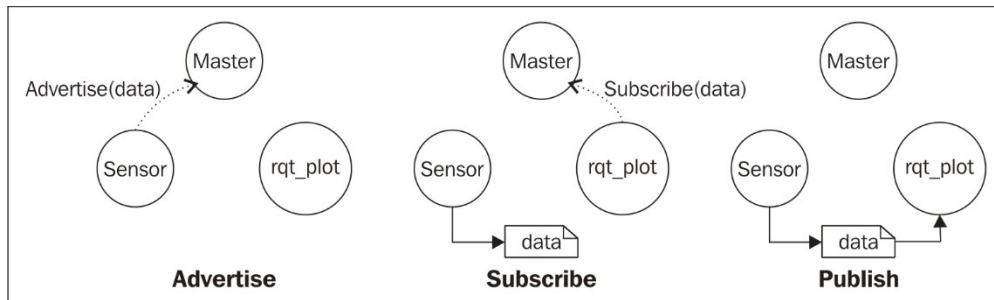 Master
Advertise(data)
Sensor
rqt_plot
Advertise
Master
Subscribe(data)
Sensor
rqt_plot
data
Subscribe
Master
Sensor
rqt_plot
data
Publish